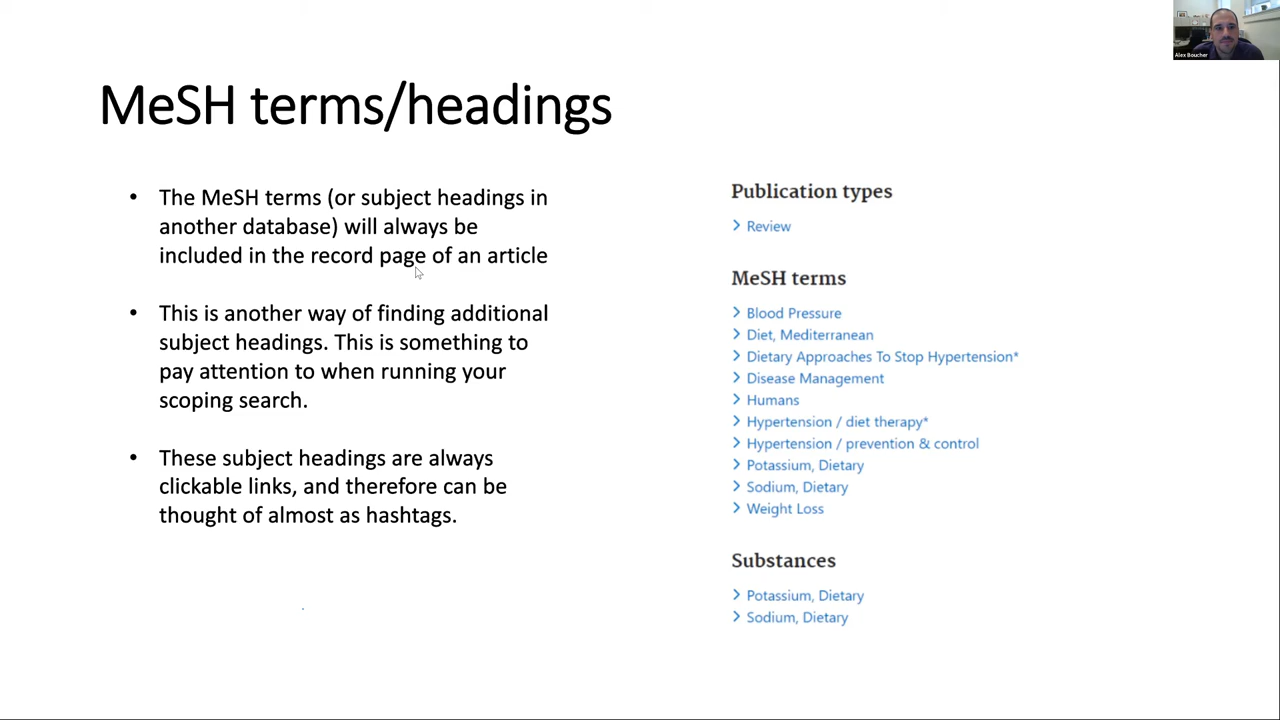 Alex Boucher
MeSH terms/headings
• The MeSH terms (or subject headings in
another database) will always be
included in the record page of an article
• This is another way of finding additional
subject headings. This is something to
pay attention to when running your
scoping search.
• These subject headings are always
clickable links, and therefore can be
thought of almost as hashtags.
Publication types
Review
MeSH terms
Blood Pressure
Diet, Mediterranean
Dietary Approaches To Stop Hypertension*
Disease Management
Humans
Hypertension / diet therapy*
Hypertension / prevention & control
Potassium, Dietary
Sodium, Dietary
Weight Loss
Substances
Potassium, Dietary
Sodium, Dietary